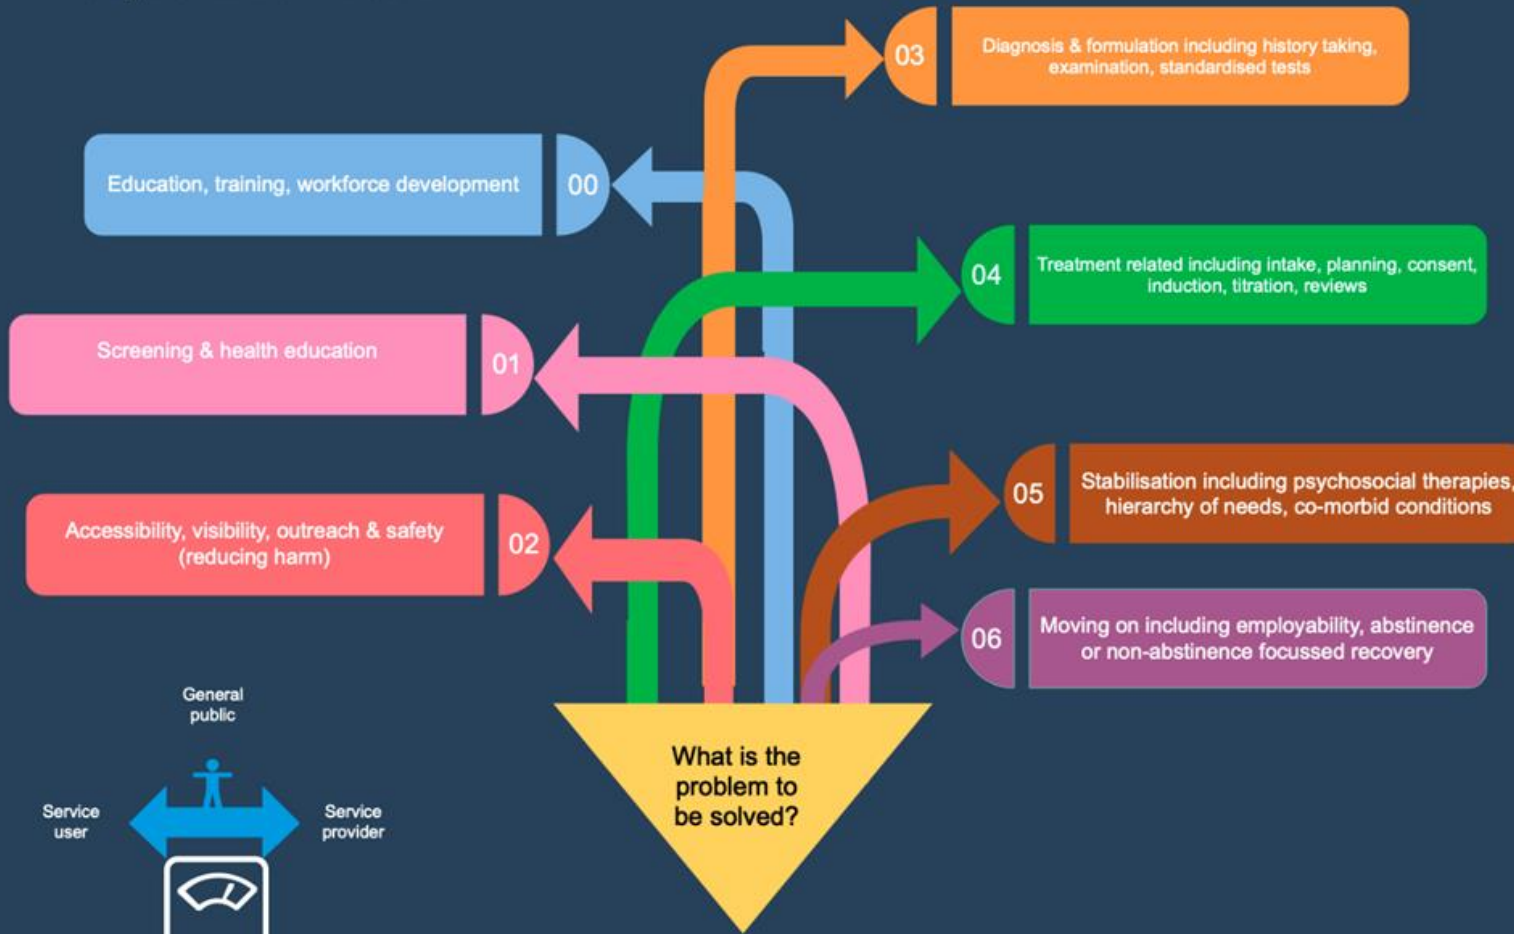 03
Diagnosis & formulation including history taking,
examination, standardised tests
Education, training, workforce development
00
04
Treatment related including intake, planning, consent,
induction, titration, reviews
Screening & health education
01
05
Stabilisation including psychosocial therapies,
hierarchy of needs, co-morbid conditions
Accessibility, visibility, outreach & safety
(reducing harm)
02
06
Moving on including employability, abstinence
or non-abstinence focussed recovery
General
public
Service
user
Service
provider
What is the
problem to
be solved?